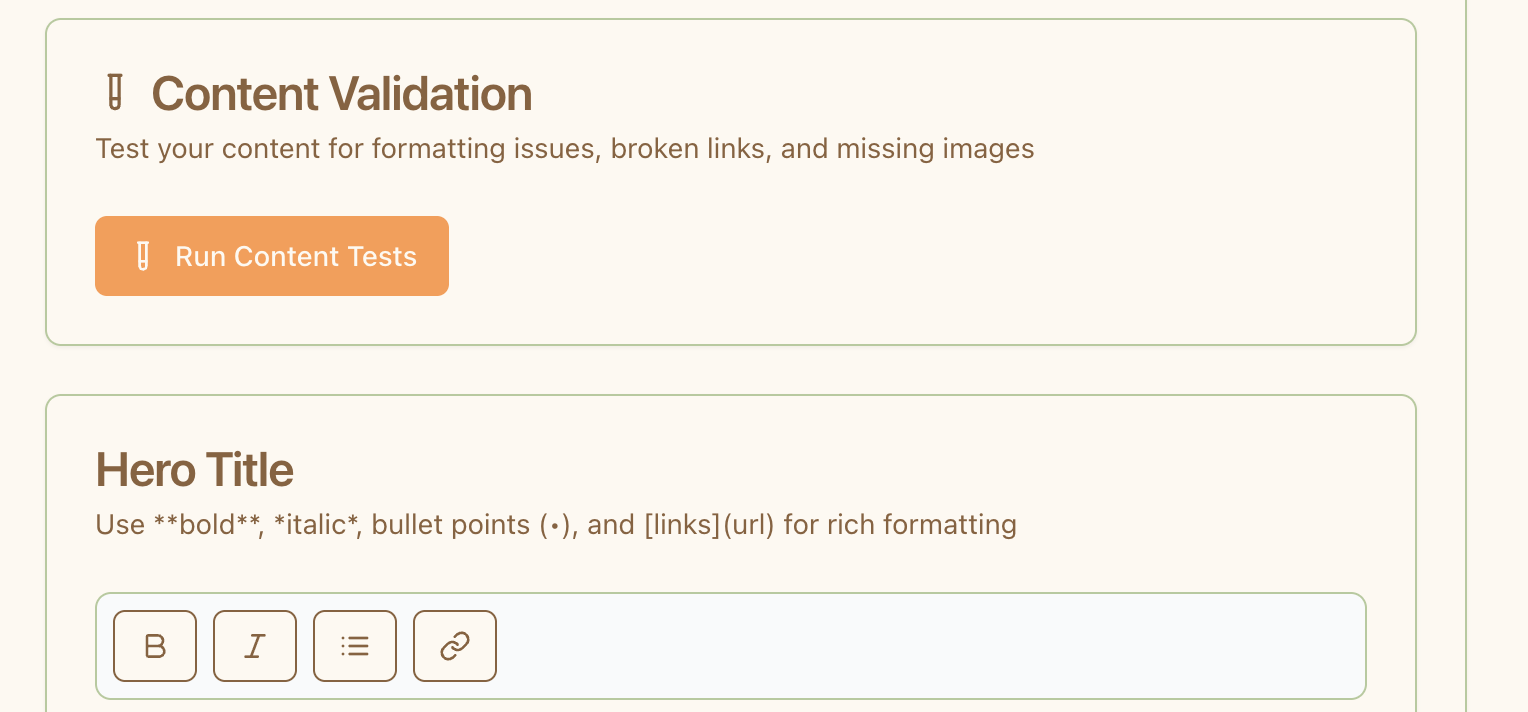 Content Validation
Test your content for formatting issues, broken links, and missing images
Run Content Tests
Hero Title
Use **bold**, *italic*, bullet points (•), and [links](url) for rich formatting
B
I